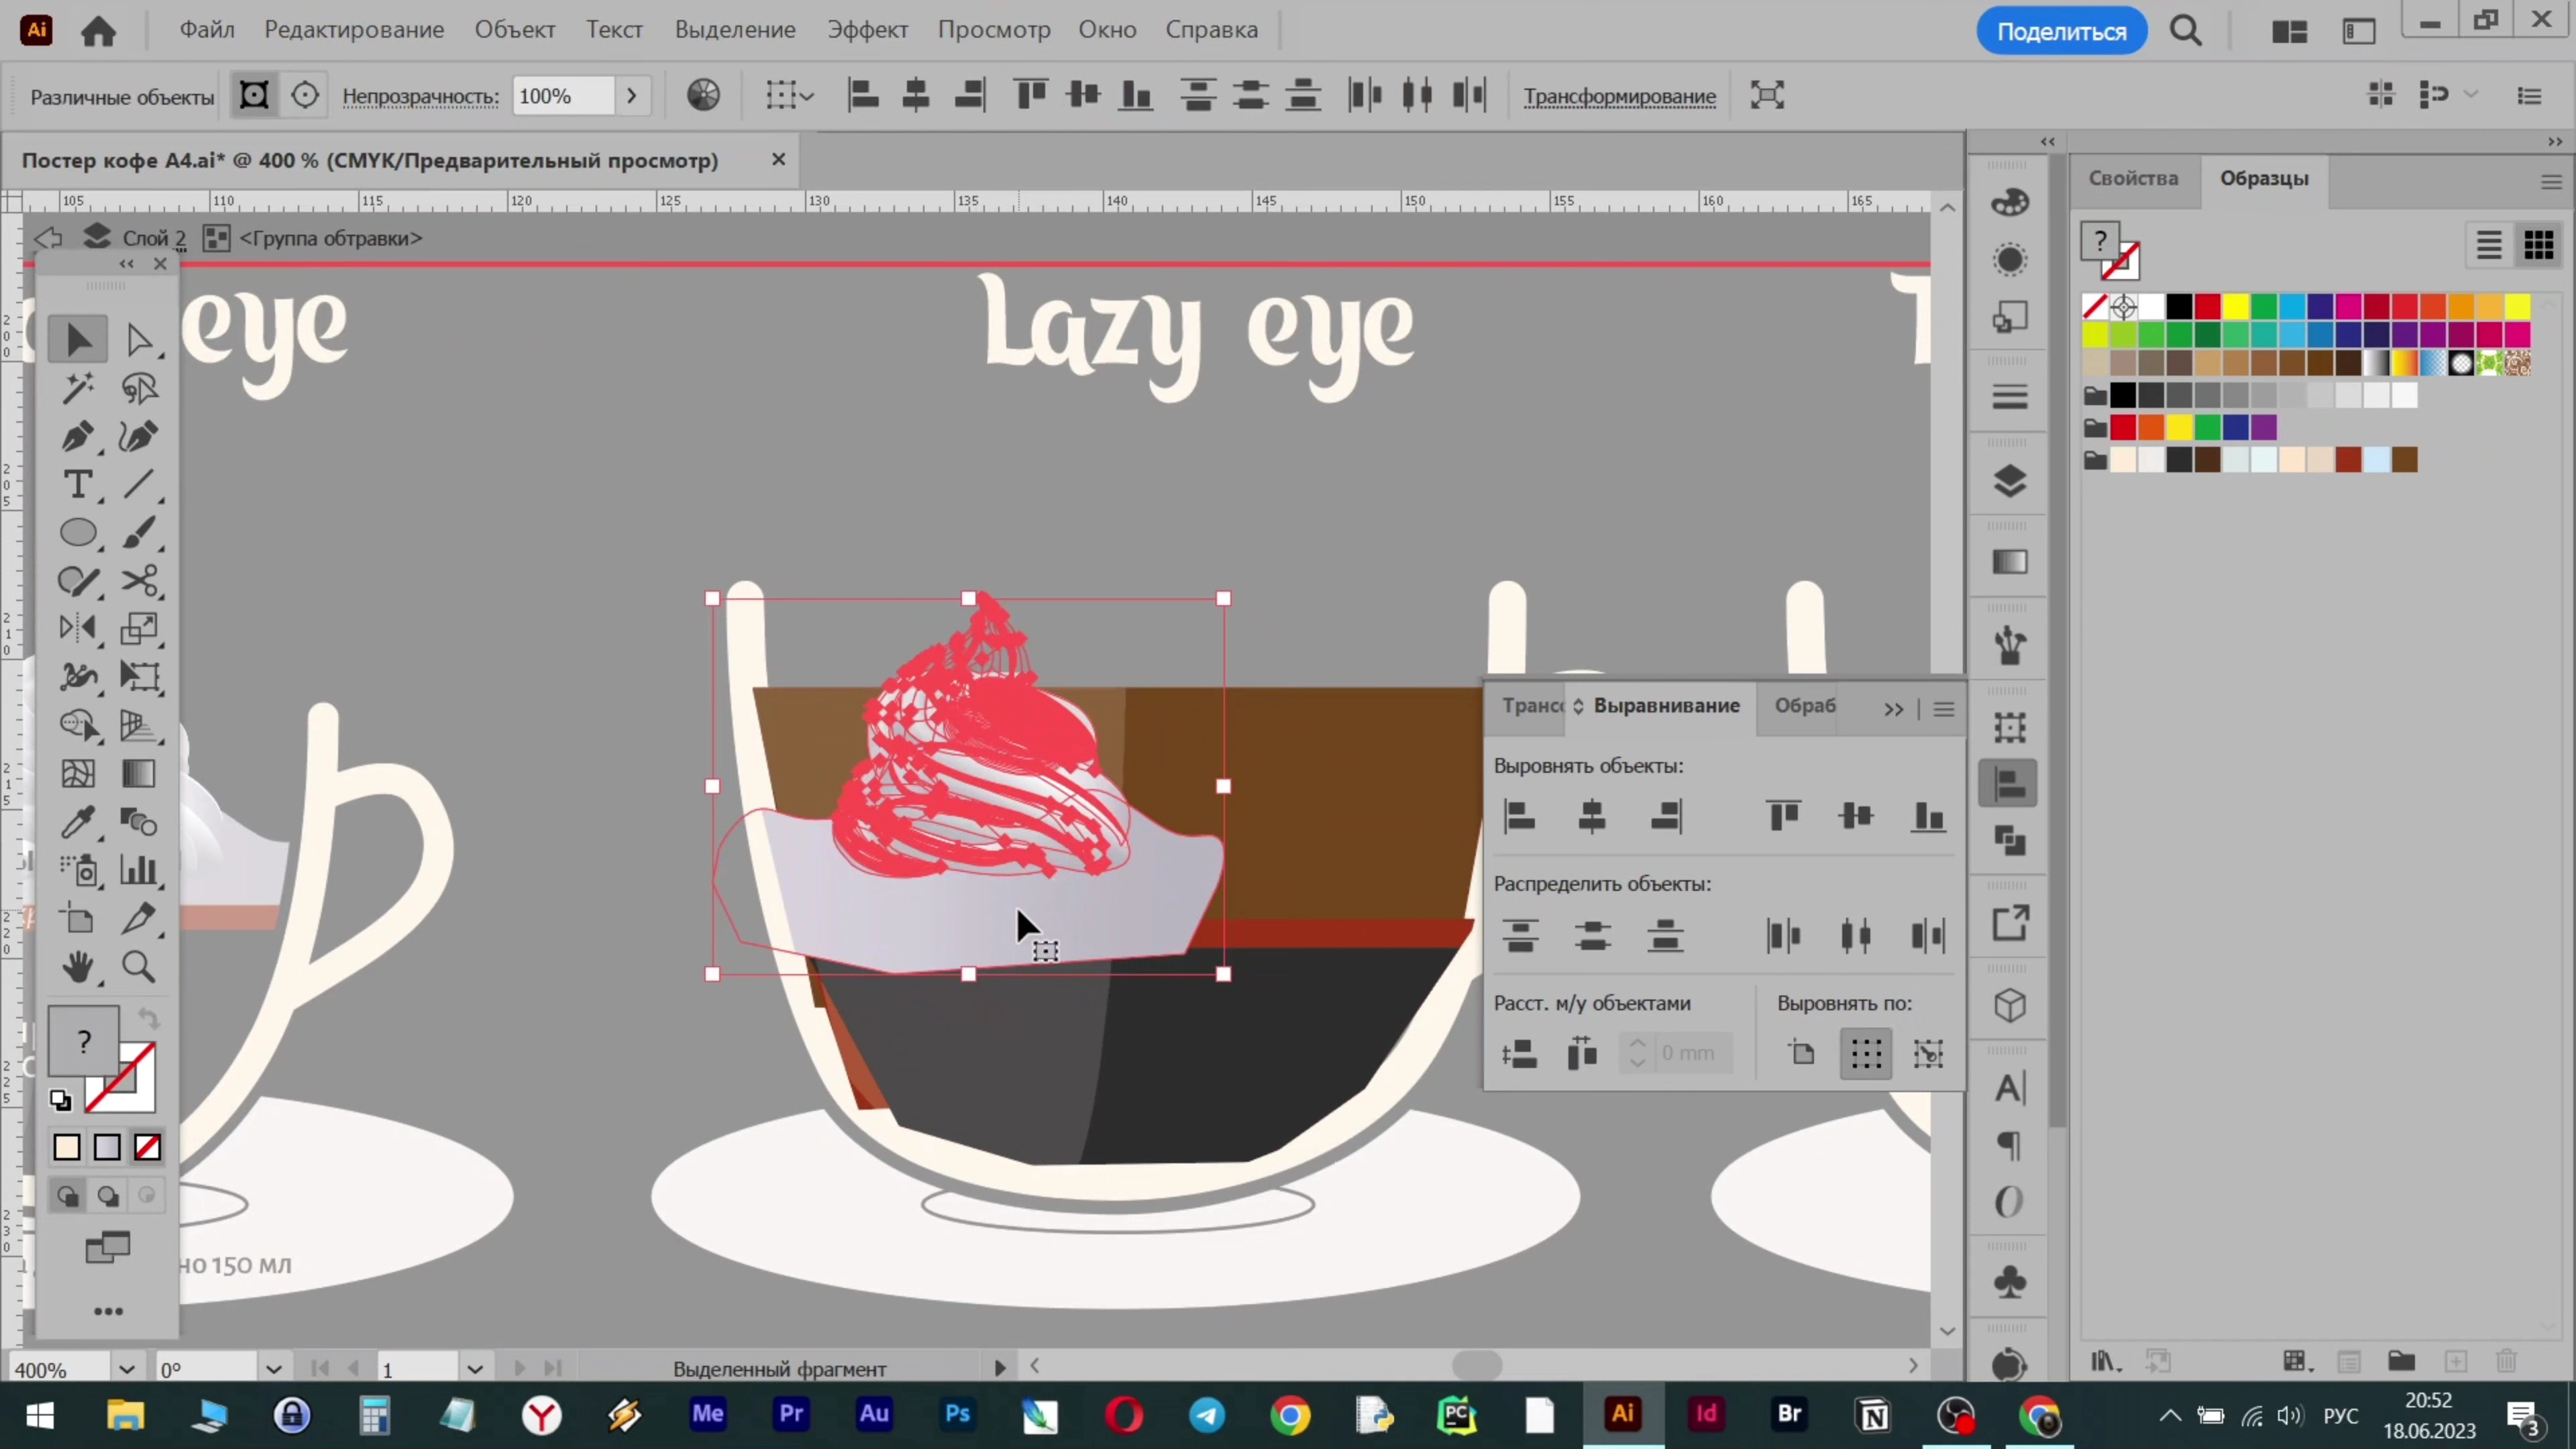 Ai Файл Редактирование Объект Текст Выделение Эффект Просмотр Окно Справка Поделиться
Различные объекты Непрозрачность: 100% Трансформирование
Постер кофе А4.ai* @ 400 % (CMYK/Предварительный просмотр)
105 110 115 120 125 130 135 140 145 150 155 160 165
Свойства Образцы
Слой 2 <Группа обтравки>
?
eye Lazy eye
Трансс Выравнивание Обраб
Выровнять объекты:
Распределить объекты:
Расст. м/у объектами Выровнять по:
0 mm
?
но 150 мл
400% 0° 1 Выделенный фрагмент
Me Pr Au Ps PC Ai Id Br РУС 20:52
18.06.2023
3